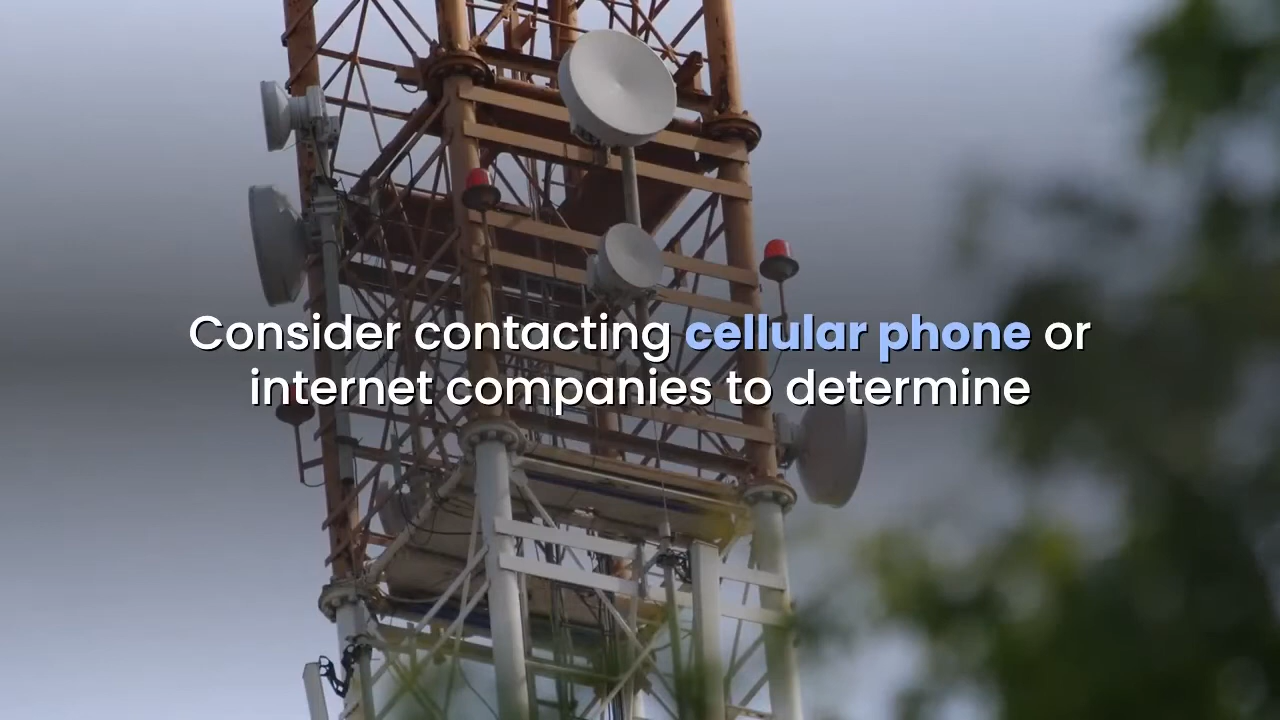 Consider contacting cellular phone or
internet companies to determine